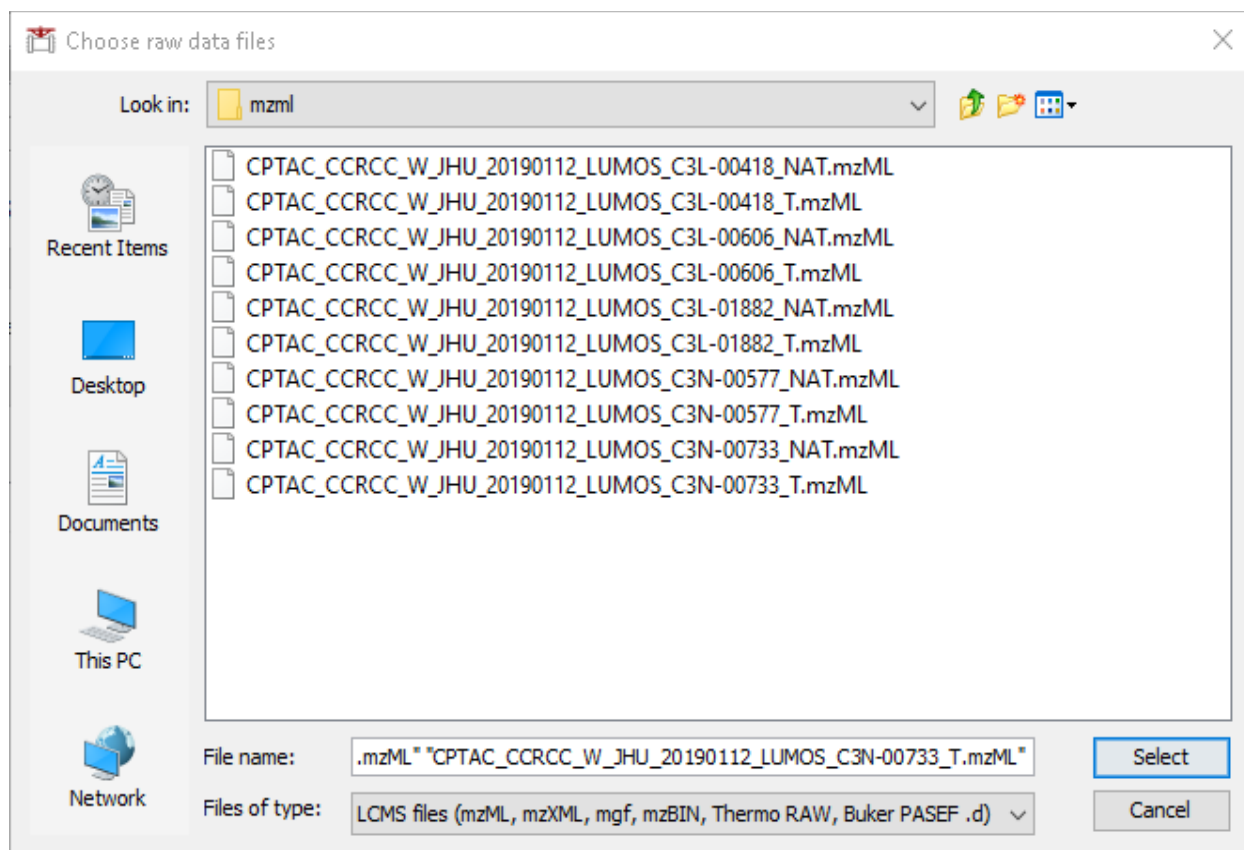 Choose raw data files
Look in:
mzml
CPTAC_CCRCC_W_JHU_20190112_LUMOS_C3L-00418_NAT.mzML
CPTAC_CCRCC_W_JHU_20190112_LUMOS_C3L-00418_T.mzML
CPTAC_CCRCC_W_JHU_20190112_LUMOS_C3L-00606_NAT.mzML
CPTAC_CCRCC_W_JHU_20190112_LUMOS_C3L-00606_T.mzML
CPTAC_CCRCC_W_JHU_20190112_LUMOS_C3L-01882_NAT.mzML
CPTAC_CCRCC_W_JHU_20190112_LUMOS_C3L-01882_T.mzML
CPTAC_CCRCC_W_JHU_20190112_LUMOS_C3N-00577_NAT.mzML
CPTAC_CCRCC_W_JHU_20190112_LUMOS_C3N-00577_T.mzML
CPTAC_CCRCC_W_JHU_20190112_LUMOS_C3N-00733_NAT.mzML
CPTAC_CCRCC_W_JHU_20190112_LUMOS_C3N-00733_T.mzML
Recent Items
Desktop
Documents
This PC
Network
File name:
.mzML" "CPTAC_CCRCC_W_JHU_20190112_LUMOS_C3N-00733_T.mzML"
Select
Files of type:
LCMS files (mzML, mzXML, mgf, mzBIN, Thermo RAW, Buker PASEF .d)
Cancel